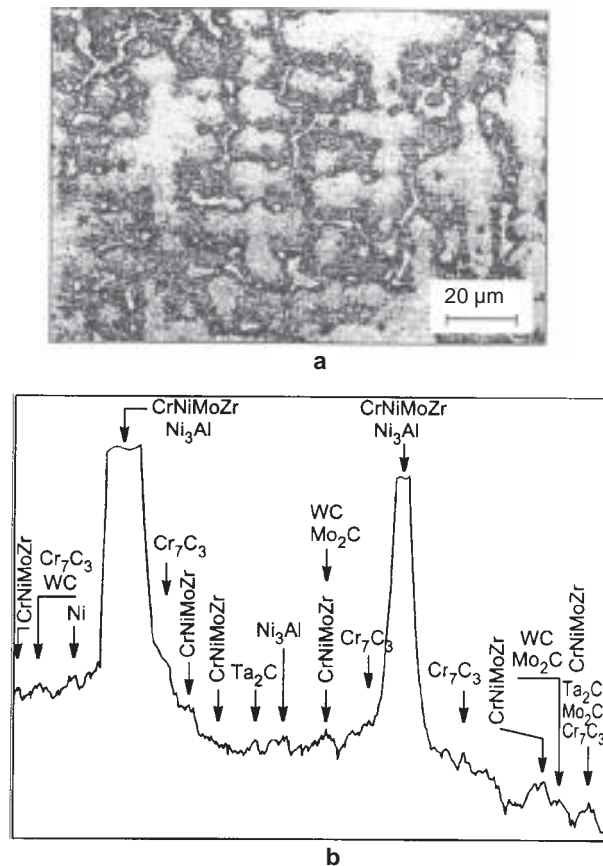 20 µm
a
CrNiMoZr
Ni₃Al
CrNiMoZr
Ni₃Al
CrNiMoZr
Cr₇C₃
WC
Ni
Cr₇C₃
CrNiMoZr
CrNiMoZr
Ta₂C
Ni₃Al
WC
Mo₂C
CrNiMoZr
Cr₇C₃
Cr₇C₃
CrNiMoZr
WC
Mo₂C
CrNiMoZr
Ta₂C
Mo₂C
Cr₇C₃
b